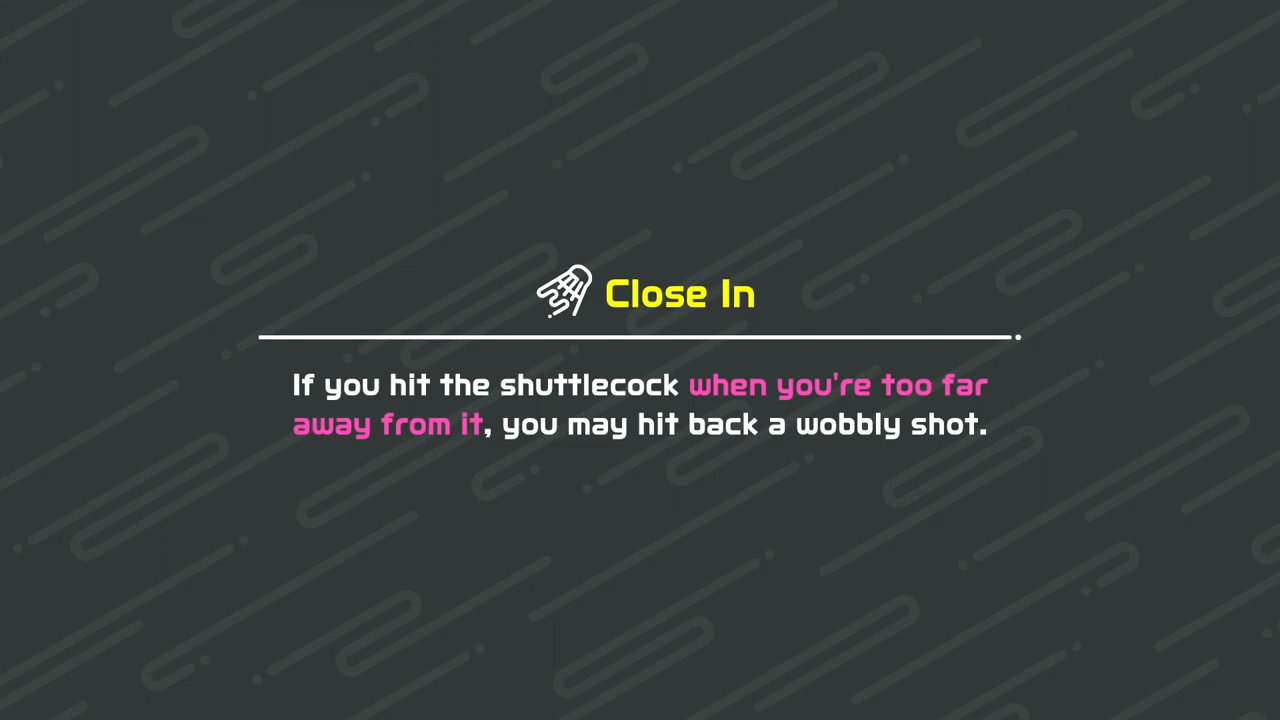 Close In
If you hit the shuttlecock when you're too far
away from it, you may hit back a wobbly shot.